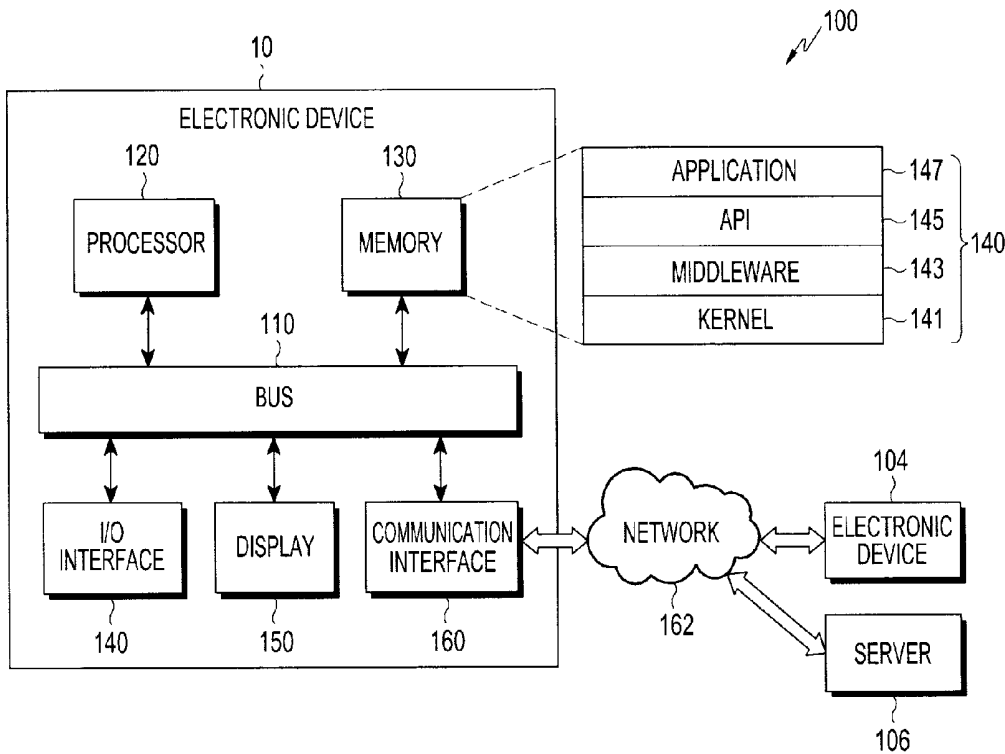 100
10
ELECTRONIC DEVICE
120
130
PROCESSOR
MEMORY
APPLICATION
147
API
145
MIDDLEWARE
143
KERNEL
141
140
110
BUS
I/O
INTERFACE
DISPLAY
COMMUNICATION
INTERFACE
140
150
160
NETWORK
162
104
ELECTRONIC
DEVICE
SERVER
106